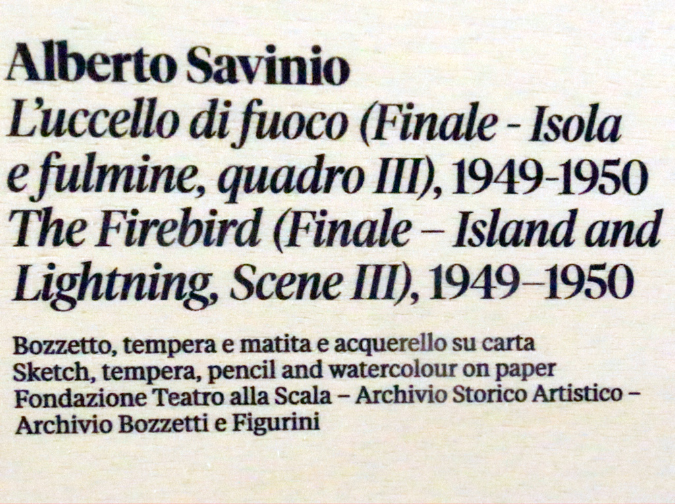 Alberto Savinio
L'uccello di fuoco (Finale - Isola
e fulmine, quadro III), 1949-1950
The Firebird (Finale – Island and
Lightning, Scene III), 1949–1950
Bozzetto, tempera e matita e acquerello su carta
Sketch, tempera, pencil and watercolour on paper
Fondazione Teatro alla Scala – Archivio Storico Artistico –
Archivio Bozzetti e Figurini